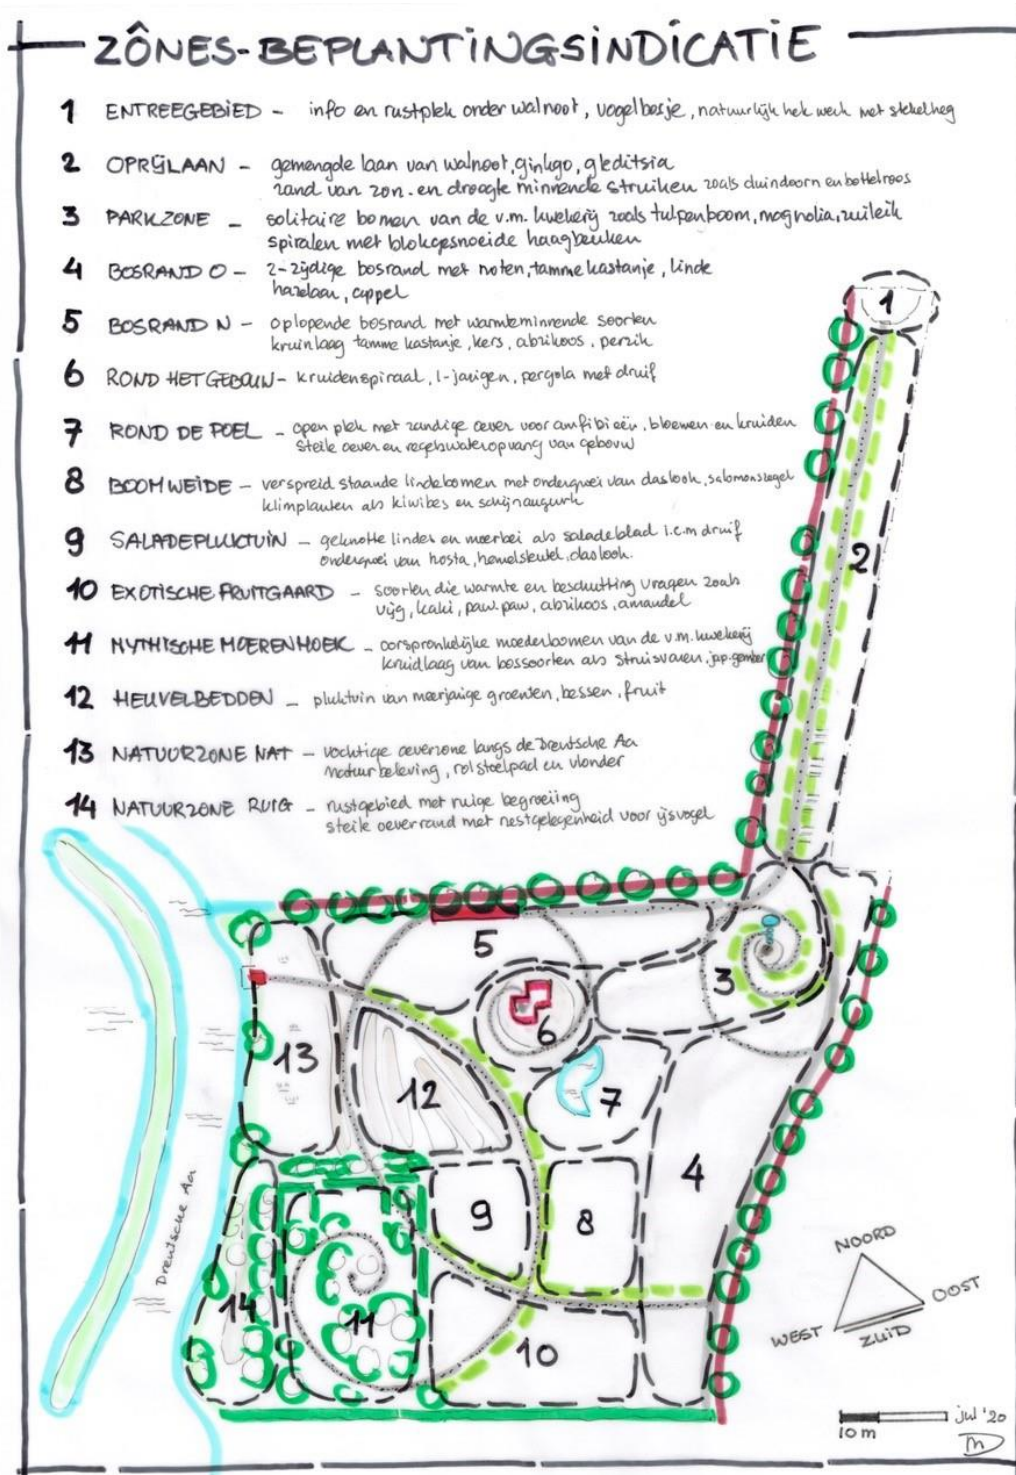 ZÔNES-BEPLANTINGSINDICATIE
1 ENTREEGEBIED - info en rustplek onder walnoot, vogelbesje, natuurlijk hekwerk met stekelheg
2 OPRIJLAAN - gemengde laan van walnoot, ginkgo, gleditsia
rand van zon- en droogte minnende struiken zoals duindoorn en bottelroos
3 PARKZONE - solitaire bomen van de v.m. kwekerij zoals tulpenboom, magnolia, zuileik
spiralen met blokgesnoeide haagbeuken
4 BOSRAND O - 2-zijdige bosrand met noten, tamme kastanje, linde
hazelaar, appel
5 BOSRAND N - oplopende bosrand met warmteminnende soorten
kruinlaag tamme kastanje, kers, abrikoos, perzik
6 ROND HET GEBOUW - kruidenspiraal, 1-jarigen, pergola met druif
7 ROND DE POEL - open plek met zandige oever voor amfibieën, bloemen en kruiden
steile oever en regenwateropvang van gebouw
8 BOOMWEIDE - verspreid staande lindebomen met ondergroei van daslook, salomonszegel
klimplanten als kiwibes en schijnaugurk
9 SALADEPLUKTUIN - geknotte lindes en moerbei als saladeblad i.c.m druif
ondergroei van hosta, hemelsleutel, daslook.
10 EXOTISCHE FRUITGAARD - soorten die warmte en beschutting vragen zoals
vijg, kaki, paw.paw, abrikoos, amandel
11 MYTHISCHE MOERENHOEK - oorspronkelijke moederbomen van de v.m. kwekerij
kruidlaag van bossoorten als struisvaren, jap.gember
12 HEUVELBEDDEN - pluktuin van meerjarige groenten, bessen, fruit
13 NATUURZONE NAT - vochtige oeverzone langs de Drentsche Aa
natuurbeleving, rolstoelpad en vlonder
14 NATUURZONE RUIG - rustgebied met ruige begroeiing
steile oeverrand met nestgelegenheid voor ijsvogel
1
2
3
5
6
13
12
7
4
9
8
14
11
10
Drentsche Aa
NOORD
OOST
WEST
ZUID
10 m
jul '20